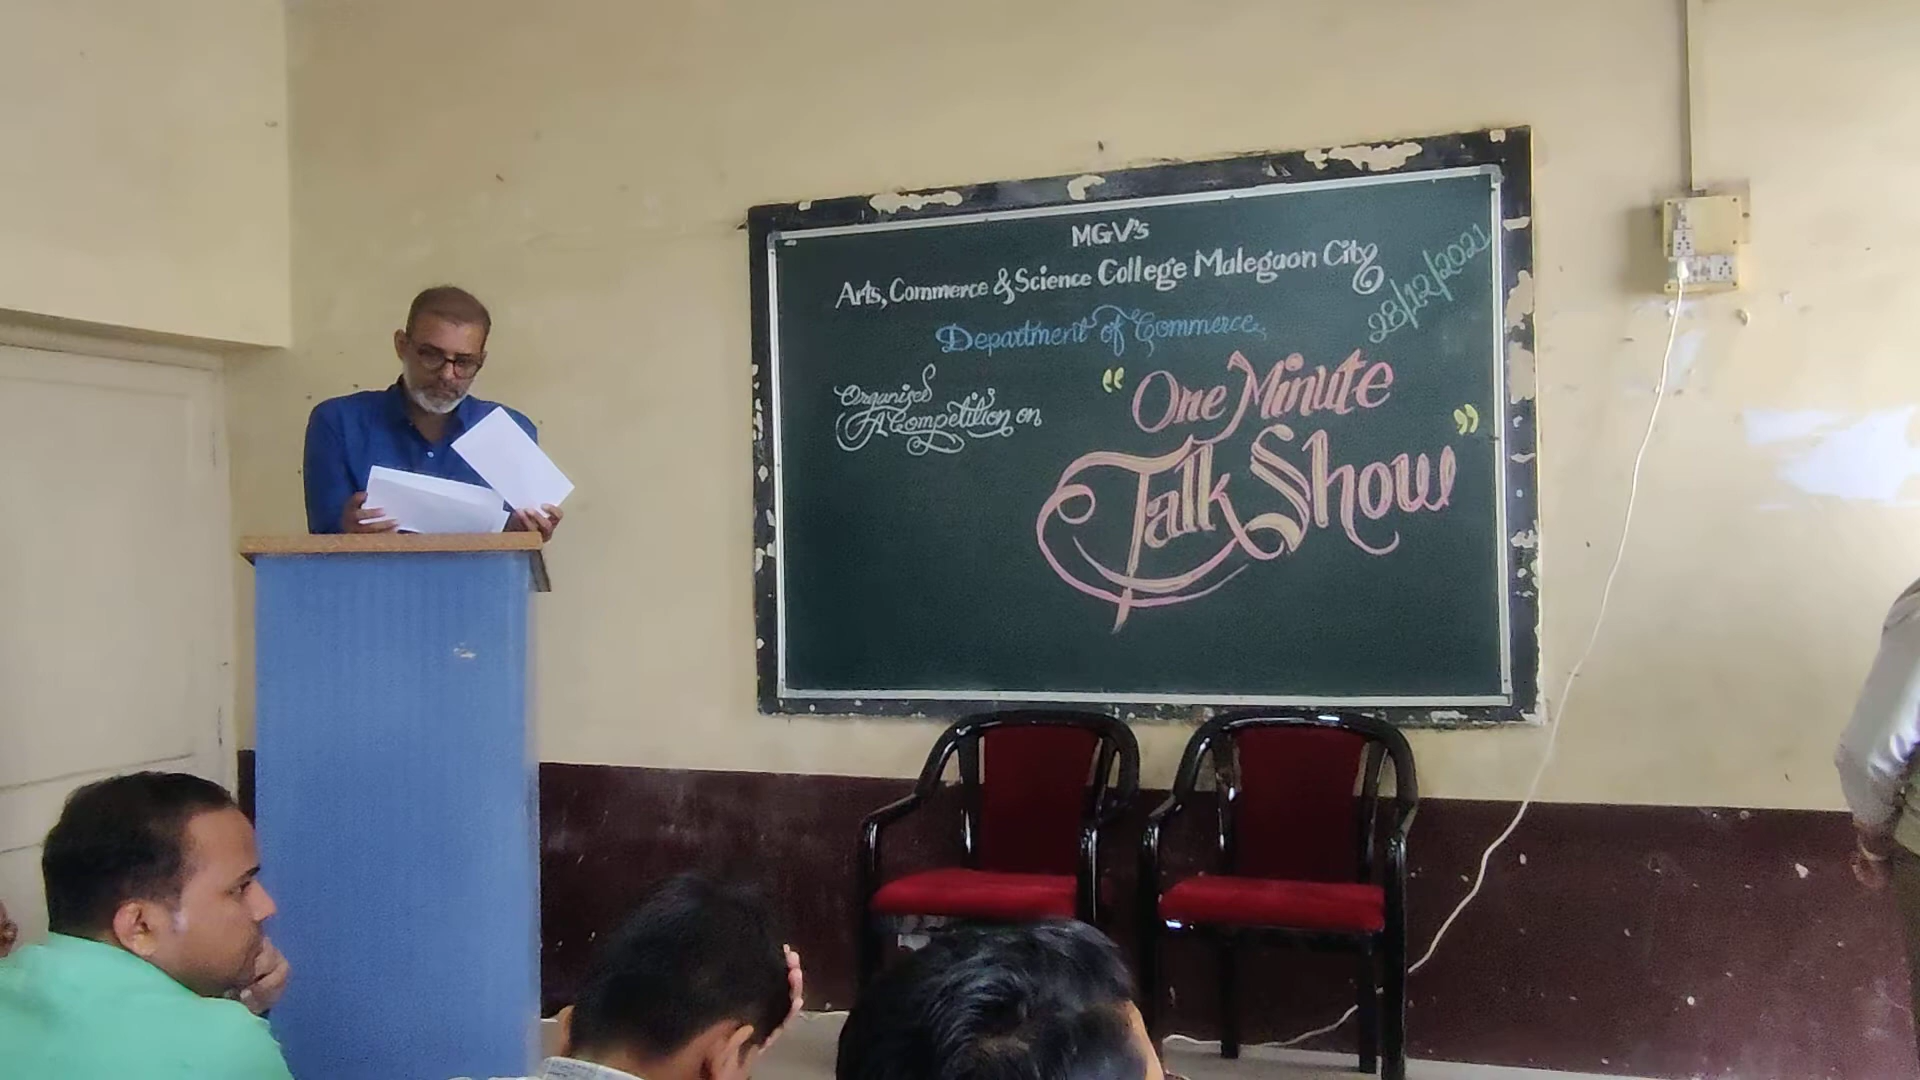 MGV's
Arts, Commerce & Science College Malegaon City
28/12/2021
Department of Commerce
Organised
A Competition on
" One Minute
Talk Show "